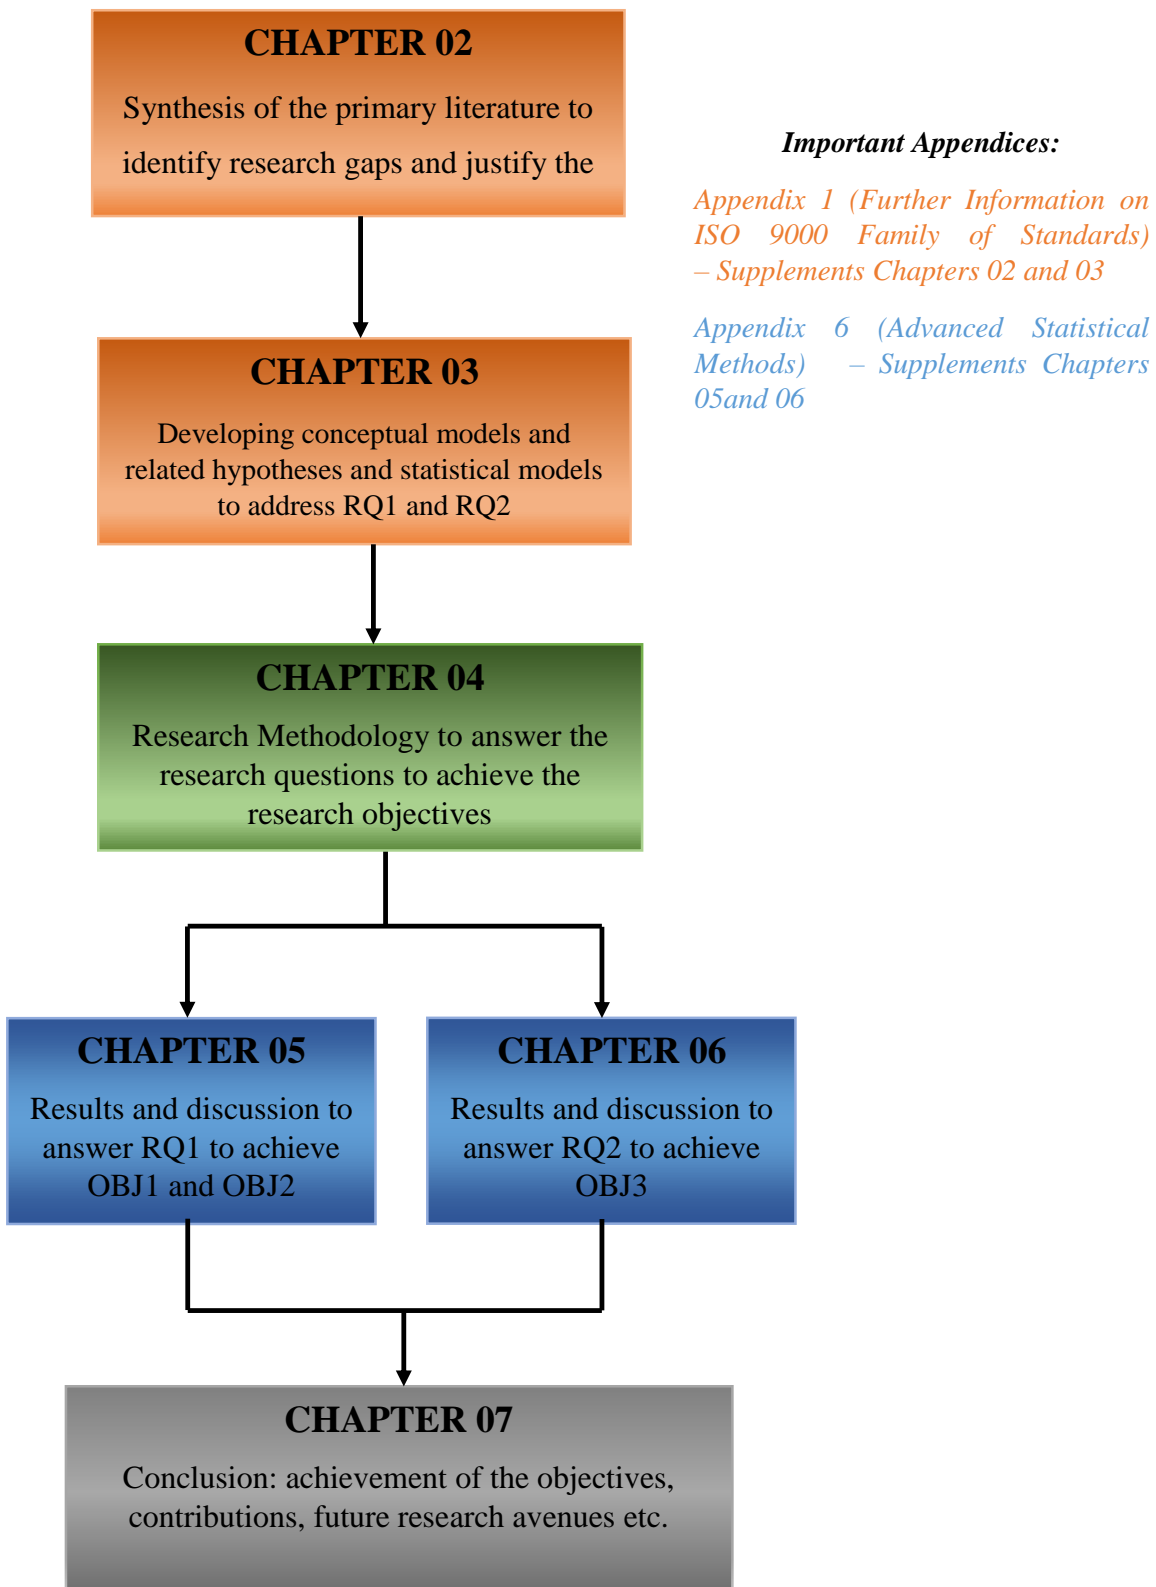 CHAPTER 02
Synthesis of the primary literature to
identify research gaps and justify the
Important Appendices:
Appendix 1 (Further Information on
ISO 9000 Family of Standards)
– Supplements Chapters 02 and 03
Appendix 6 (Advanced Statistical
Methods) – Supplements Chapters
05and 06
CHAPTER 03
Developing conceptual models and
related hypotheses and statistical models
to address RQ1 and RQ2
CHAPTER 04
Research Methodology to answer the
research questions to achieve the
research objectives
CHAPTER 05
Results and discussion to
answer RQ1 to achieve
OBJ1 and OBJ2
CHAPTER 06
Results and discussion to
answer RQ2 to achieve
OBJ3
CHAPTER 07
Conclusion: achievement of the objectives,
contributions, future research avenues etc.